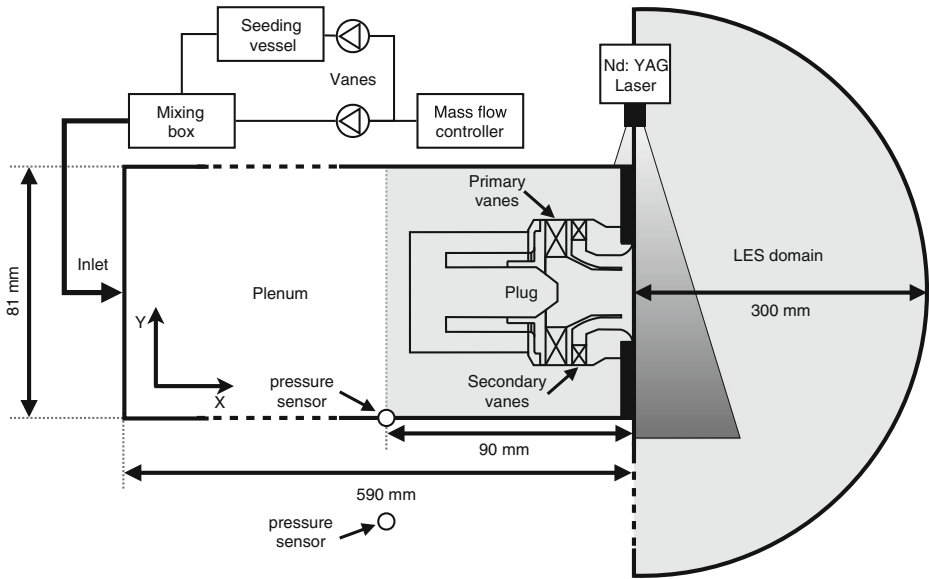 Seeding
vessel
Vanes
Mixing
box
Mass flow
controller
Nd: YAG
Laser
Primary
vanes
Inlet
81 mm
Plenum
Plug
LES domain
300 mm
Y
X
pressure
sensor
Secondary
vanes
90 mm
590 mm
pressure
sensor